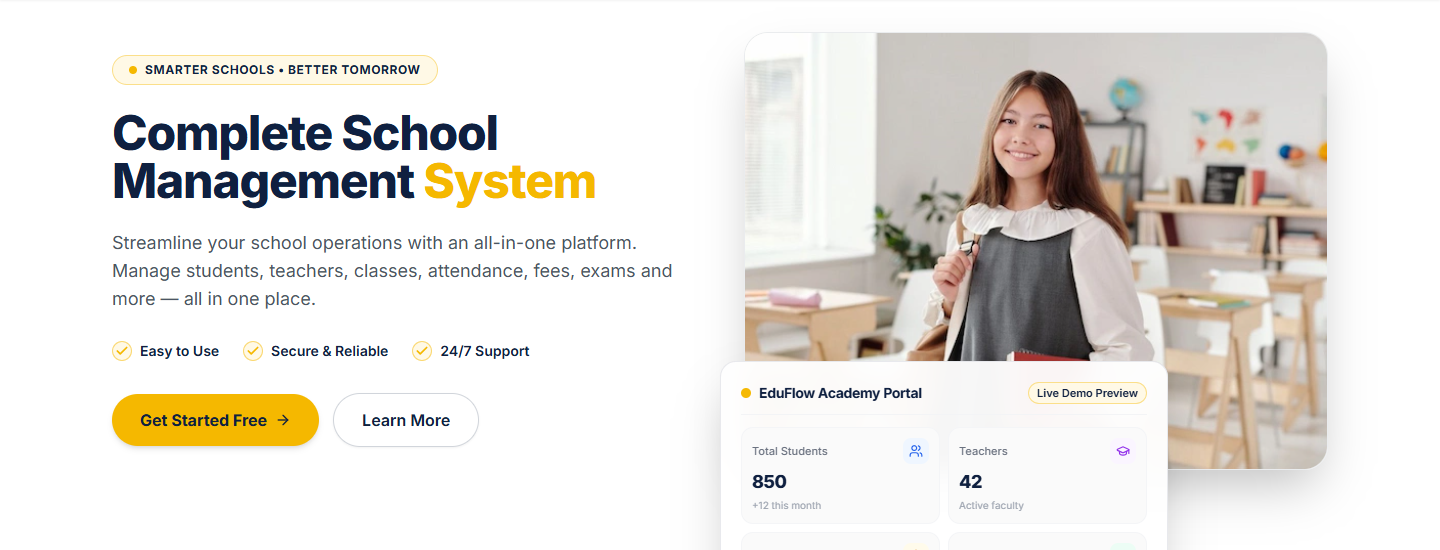 SMARTER SCHOOLS • BETTER TOMORROW
Complete School
Management System
Streamline your school operations with an all-in-one platform.
Manage students, teachers, classes, attendance, fees, exams and
more — all in one place.
Easy to Use
Secure & Reliable
24/7 Support
Get Started Free →
Learn More
EduFlow Academy Portal
Live Demo Preview
Total Students
850
+12 this month
Teachers
42
Active faculty